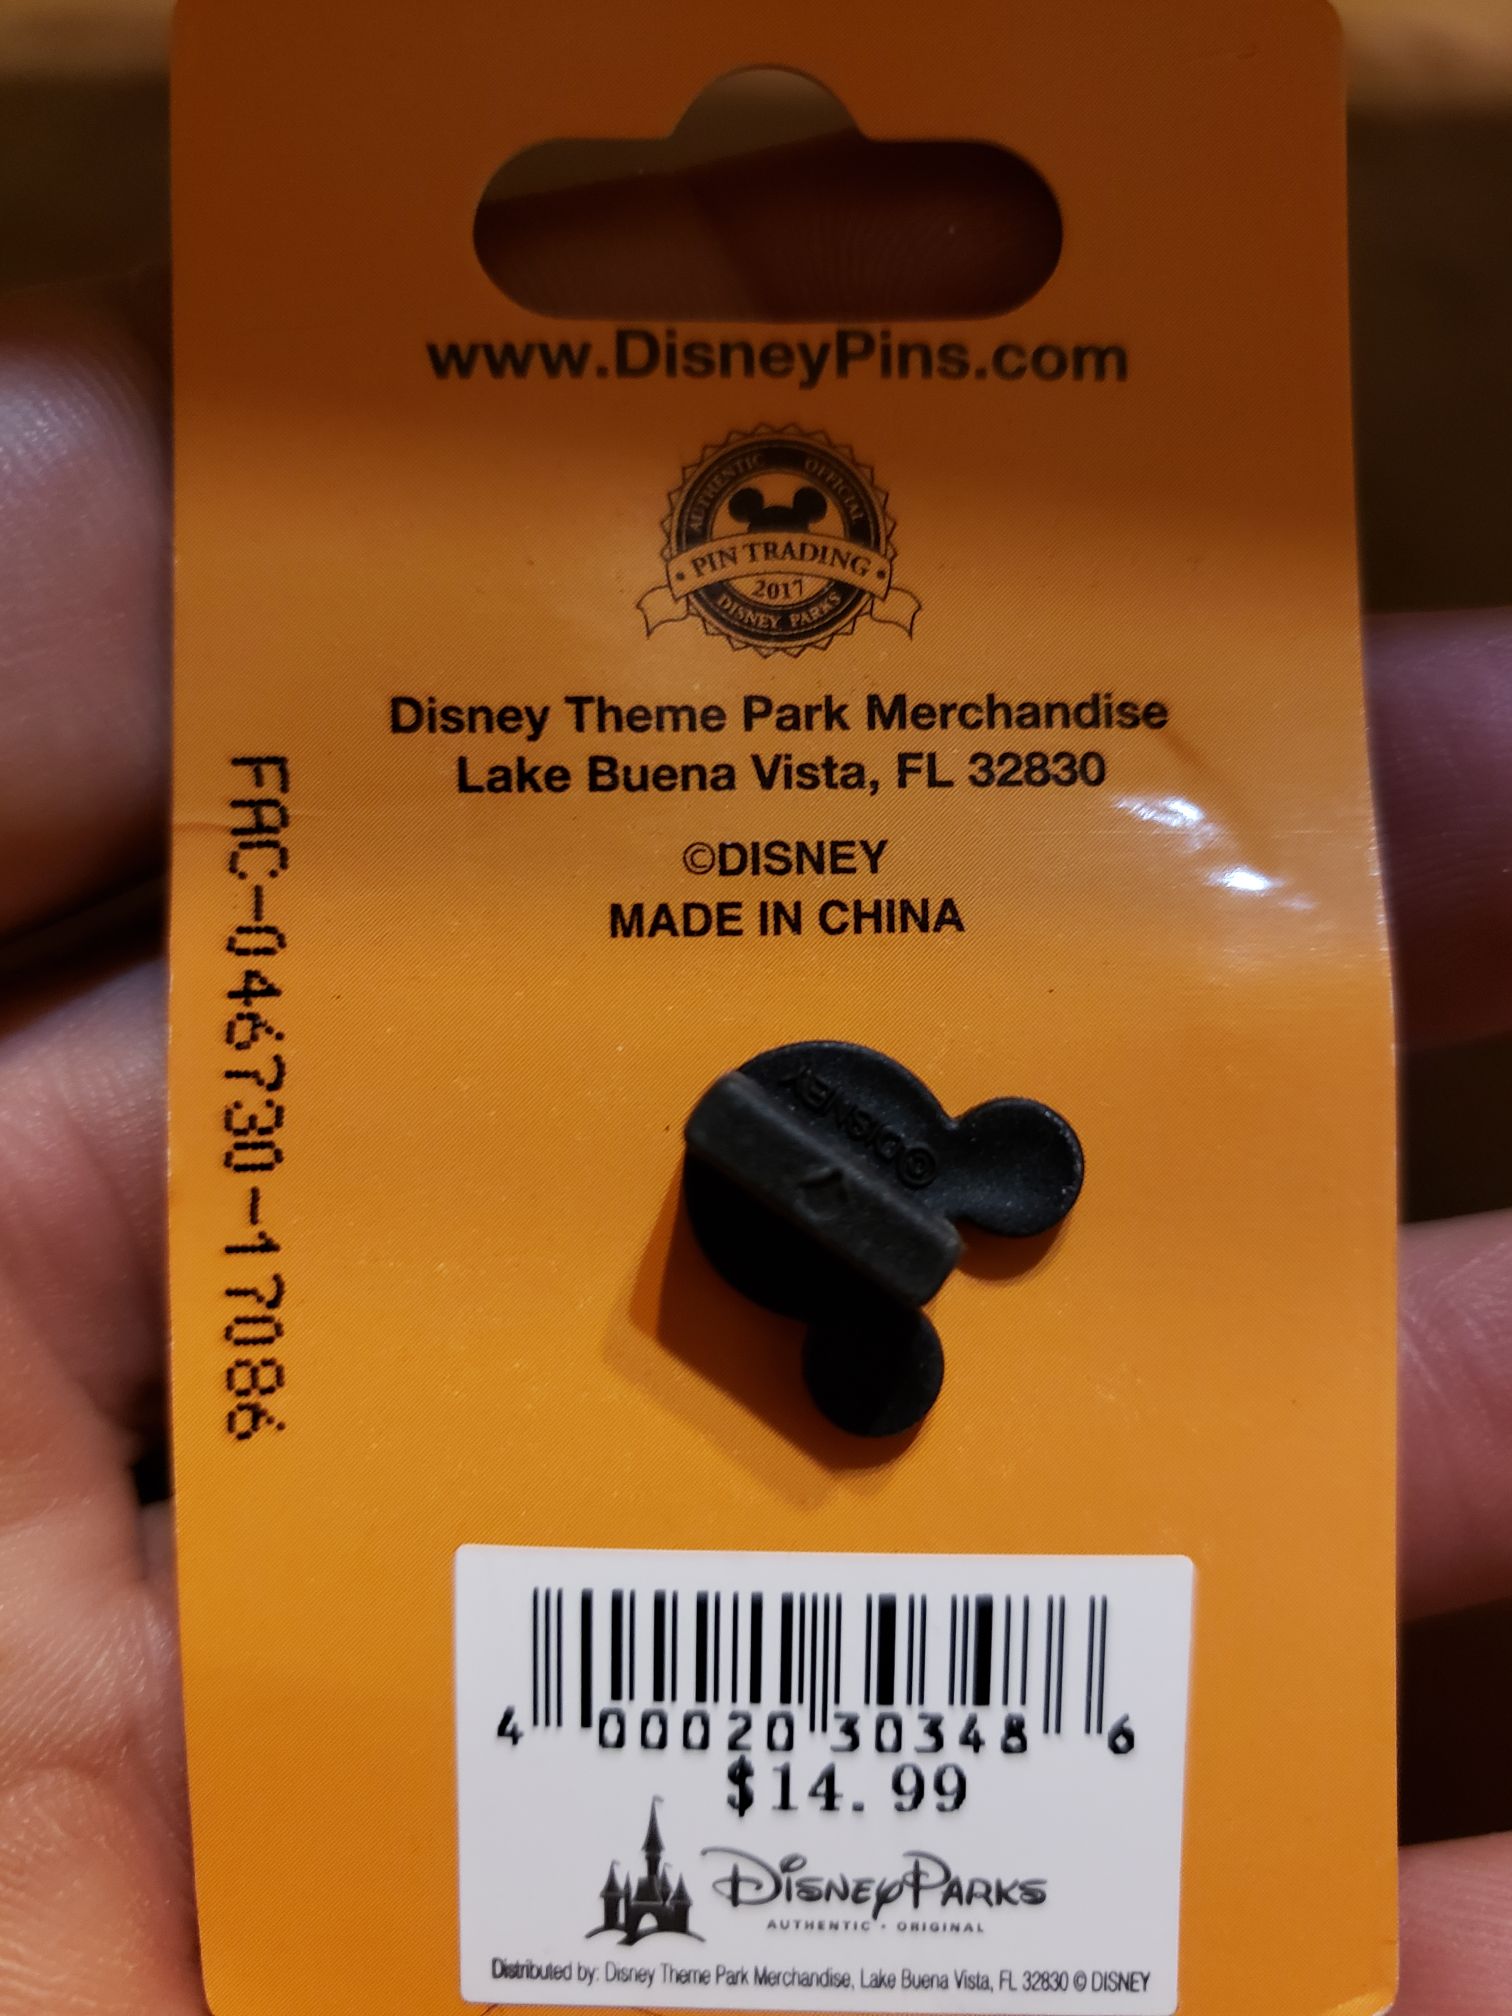 www.DisneyPins.com
AUTHENTIC OFFICIAL
PIN TRADING
2017
DISNEY PARKS
Disney Theme Park Merchandise
Lake Buena Vista, FL 32830
©DISNEY
MADE IN CHINA
FAC-046730-17086
©DISNEY
4 00020 30348 6
$14.99
Disney Parks
AUTHENTIC • ORIGINAL
Distributed by: Disney Theme Park Merchandise, Lake Buena Vista, FL 32830 © DISNEY